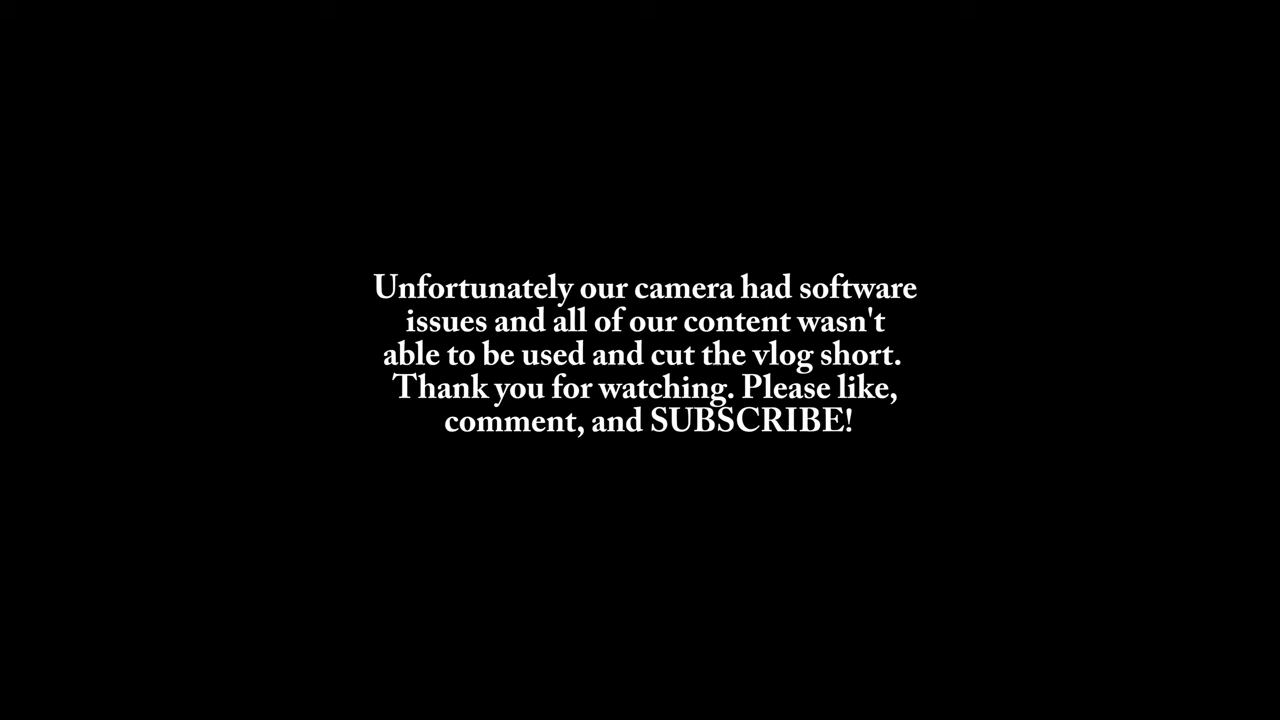 Unfortunately our camera had software
issues and all of our content wasn't
able to be used and cut the vlog short.
Thank you for watching. Please like,
comment, and SUBSCRIBE!